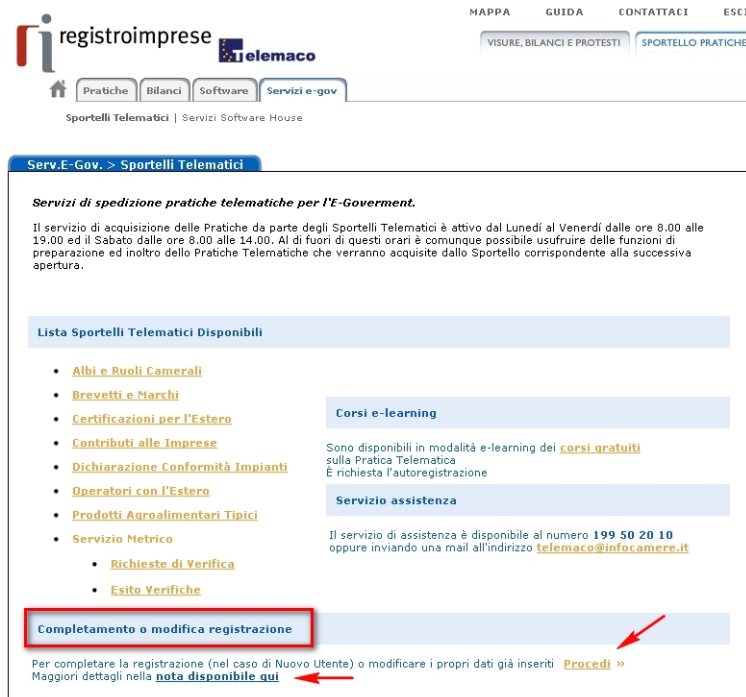 MAPPA GUIDA CONTATTACI ESCI
registroimprese
Telemaco
VISURE, BILANCI E PROTESTI SPORTELLO PRATICHE
Pratiche Bilanci Software Servizi e-gov
Sportelli Telematici | Servizi Software House
Serv.E-Gov. > Sportelli Telematici
Servizi di spedizione pratiche telematiche per l'E-Goverment.
Il servizio di acquisizione delle Pratiche da parte degli Sportelli Telematici è attivo dal Lunedí al Venerdí dalle ore 8.00 alle
19.00 ed il Sabato dalle ore 8.00 alle 14.00. Al di fuori di questi orari è comunque possibile usufruire delle funzioni di
preparazione ed inoltro dello Pratiche Telematiche che verranno acquisite dallo Sportello corrispondente alla successiva
apertura.
Lista Sportelli Telematici Disponibili
• Albi e Ruoli Camerali
• Brevetti e Marchi
• Certificazioni per l'Estero
• Contributi alle Imprese
• Dichiarazione Conformità Impianti
• Operatori con l'Estero
• Prodotti Agroalimentari Tipici
• Servizio Metrico
• Richieste di Verifica
• Esito Verifiche
Corsi e-learning
Sono disponibili in modalità e-learning dei corsi gratuiti
sulla Pratica Telematica
È richiesta l'autoregistrazione
Servizio assistenza
Il servizio di assistenza è disponibile al numero 199 50 20 10
oppure inviando una mail all'indirizzo telemaco@infocamere.it
Completamento o modifica registrazione
Per completare la registrazione (nel caso di Nuovo Utente) o modificare i propri dati già inseriti Procedi »
Maggiori dettagli nella nota disponibile qui